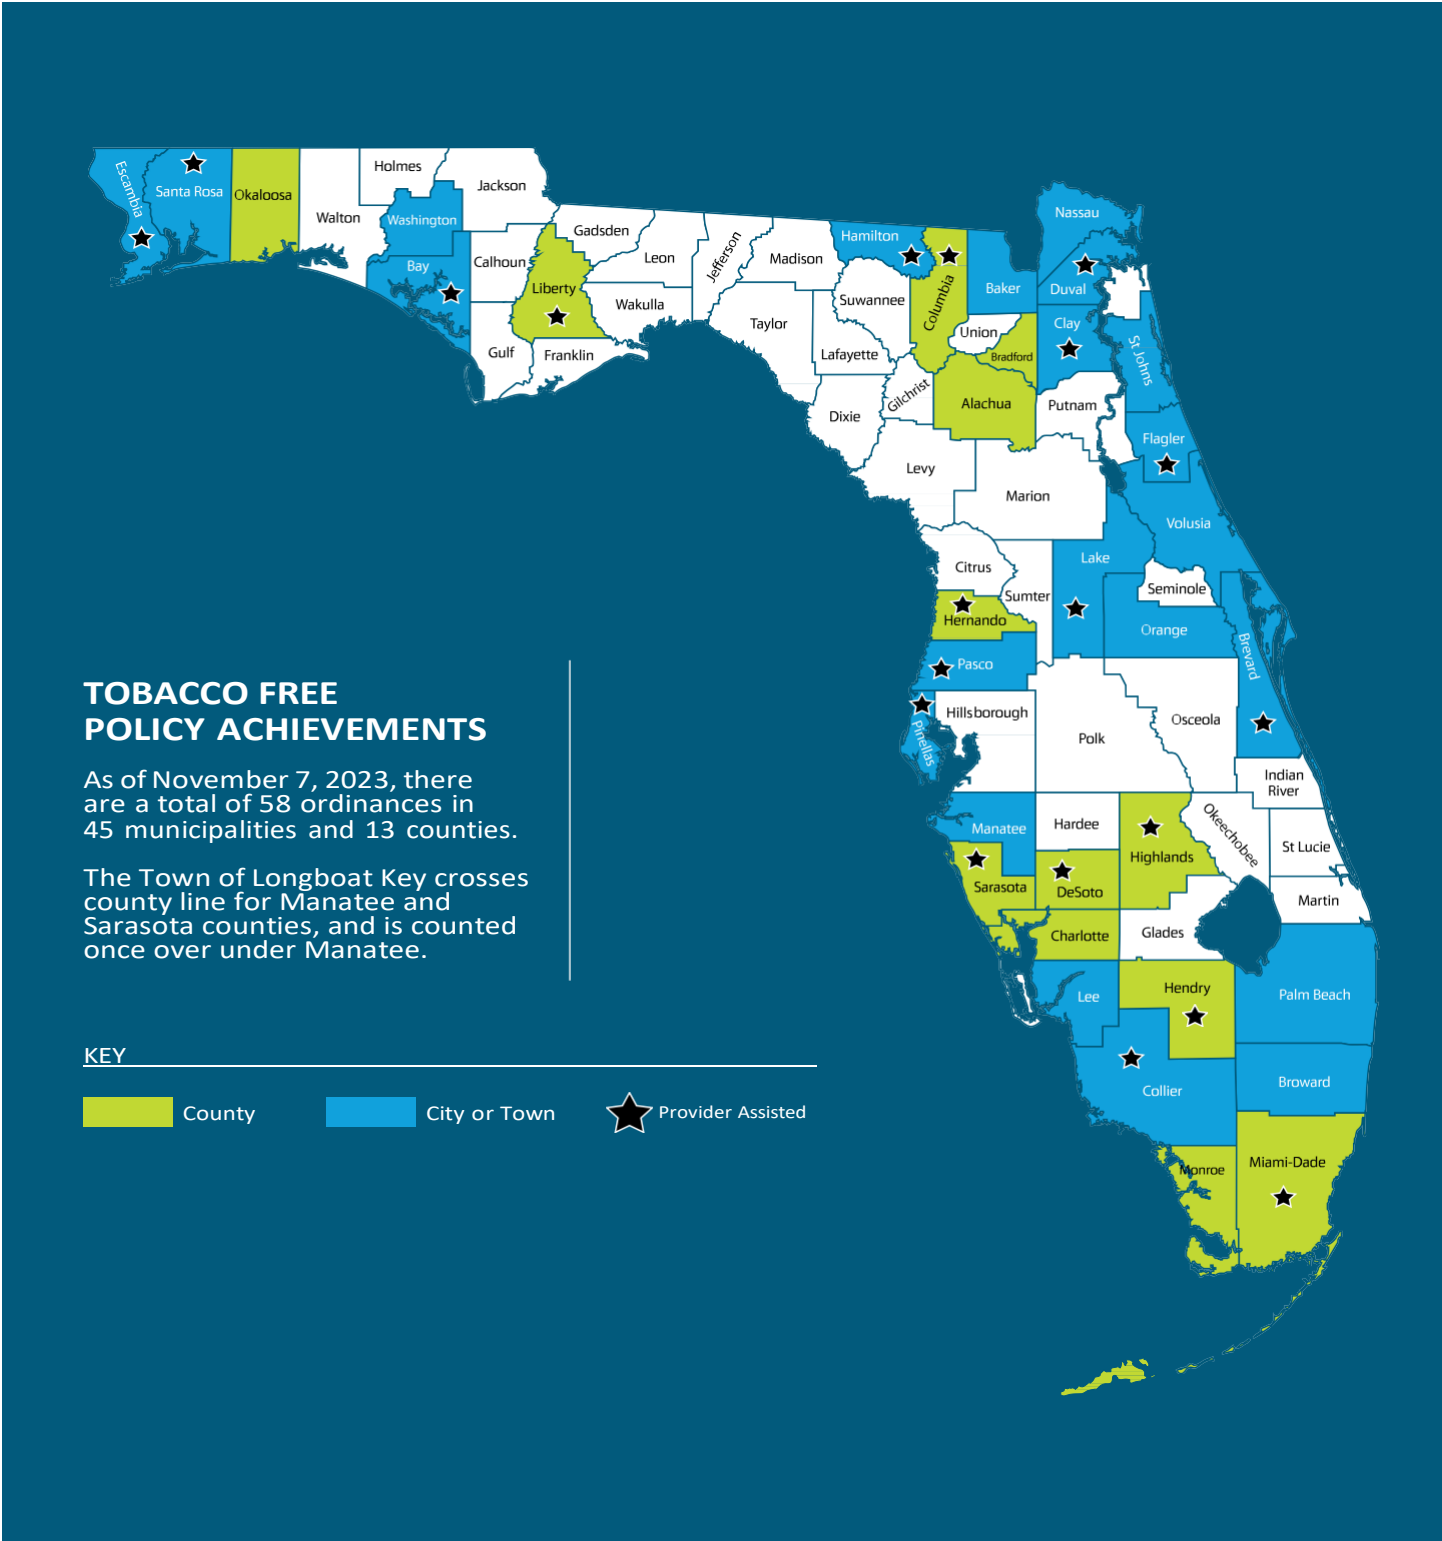 Escambia
Santa Rosa
Okaloosa
Walton
Holmes
Jackson
Washington
Bay
Calhoun
Liberty
Gulf
Franklin
Gadsden
Leon
Wakulla
Jefferson
Madison
Taylor
Hamilton
Suwannee
Lafayette
Dixie
Columbia
Gilchrist
Baker
Union
Bradford
Alachua
Nassau
Duval
Clay
St Johns
Putnam
Flagler
Levy
Marion
Volusia
Citrus
Sumter
Lake
Seminole
Hernando
Orange
Brevard
Pasco
Pinellas
Hillsborough
Polk
Osceola
Indian
River
Manatee
Hardee
Highlands
Okeechobee
St Lucie
Sarasota
DeSoto
Martin
Charlotte
Glades
Lee
Hendry
Palm Beach
Collier
Broward
Monroe
Miami-Dade
TOBACCO FREE
POLICY ACHIEVEMENTS
As of November 7, 2023, there
are a total of 58 ordinances in
45 municipalities and 13 counties.
The Town of Longboat Key crosses
county line for Manatee and
Sarasota counties, and is counted
once over under Manatee.
KEY
County
City or Town
Provider Assisted